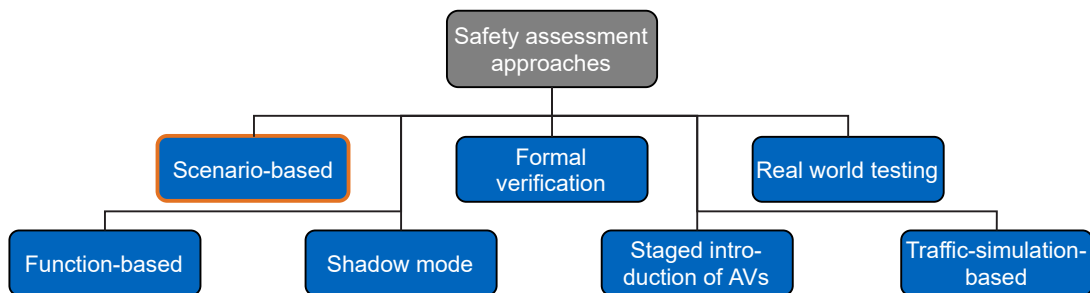 Safety assessment
approaches
Scenario-based
Formal
verification
Real world testing
Function-based
Shadow mode
Staged intro-
duction of AVs
Traffic-simulation-
based